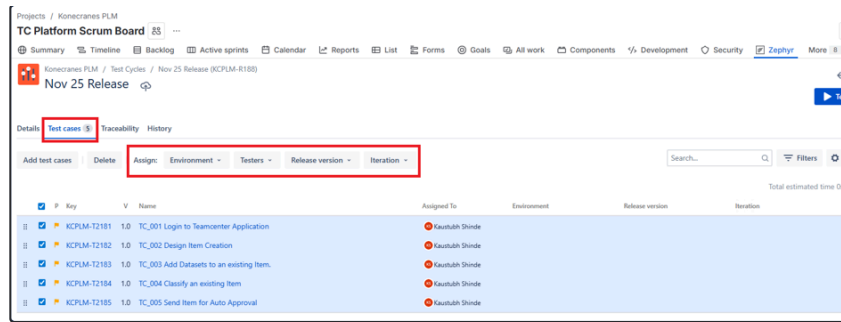 Projects / Konecranes PLM
TC Platform Scrum Board
Summary Timeline Backlog Active sprints Calendar Reports List Forms Goals All work Components Development Security Zephyr More 8
Konecranes PLM / Test Cycles / Nov 25 Release (KCPLM-R188)
Nov 25 Release
Details Test cases 5 Traceability History
Add test cases Delete Assign: Environment Testers Release version Iteration Search... Filters
Total estimated time
P Key V Name Assigned To Environment Release version Iteration
KCPLM-T2181 1.0 TC_001 Login to Teamcenter Application Kaustubh Shinde
KCPLM-T2182 1.0 TC_002 Design Item Creation Kaustubh Shinde
KCPLM-T2183 1.0 TC_003 Add Datasets to an existing Item. Kaustubh Shinde
KCPLM-T2184 1.0 TC_004 Classify an existing Item Kaustubh Shinde
KCPLM-T2185 1.0 TC_005 Send Item for Auto Approval Kaustubh Shinde